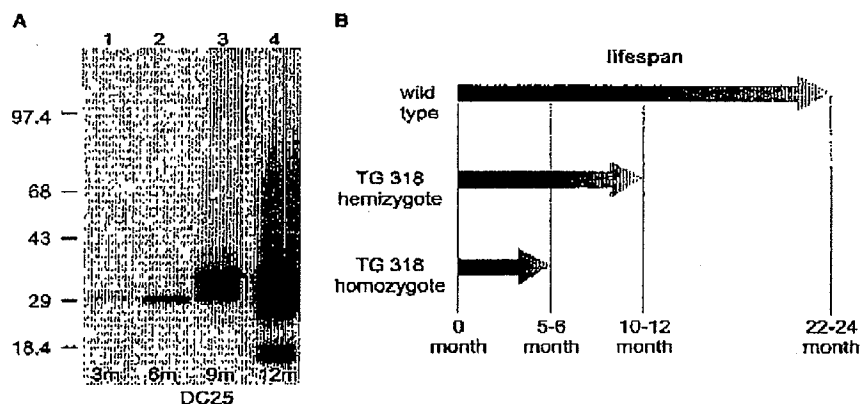 A
1 2 3 4
97.4
68
43
29
18.4
3m 6m 9m 12m
DC25
B
lifespan
wild
type
TG 318
hemizygote
TG 318
homozygote
0 5-6 10-12 22-24
month month month month